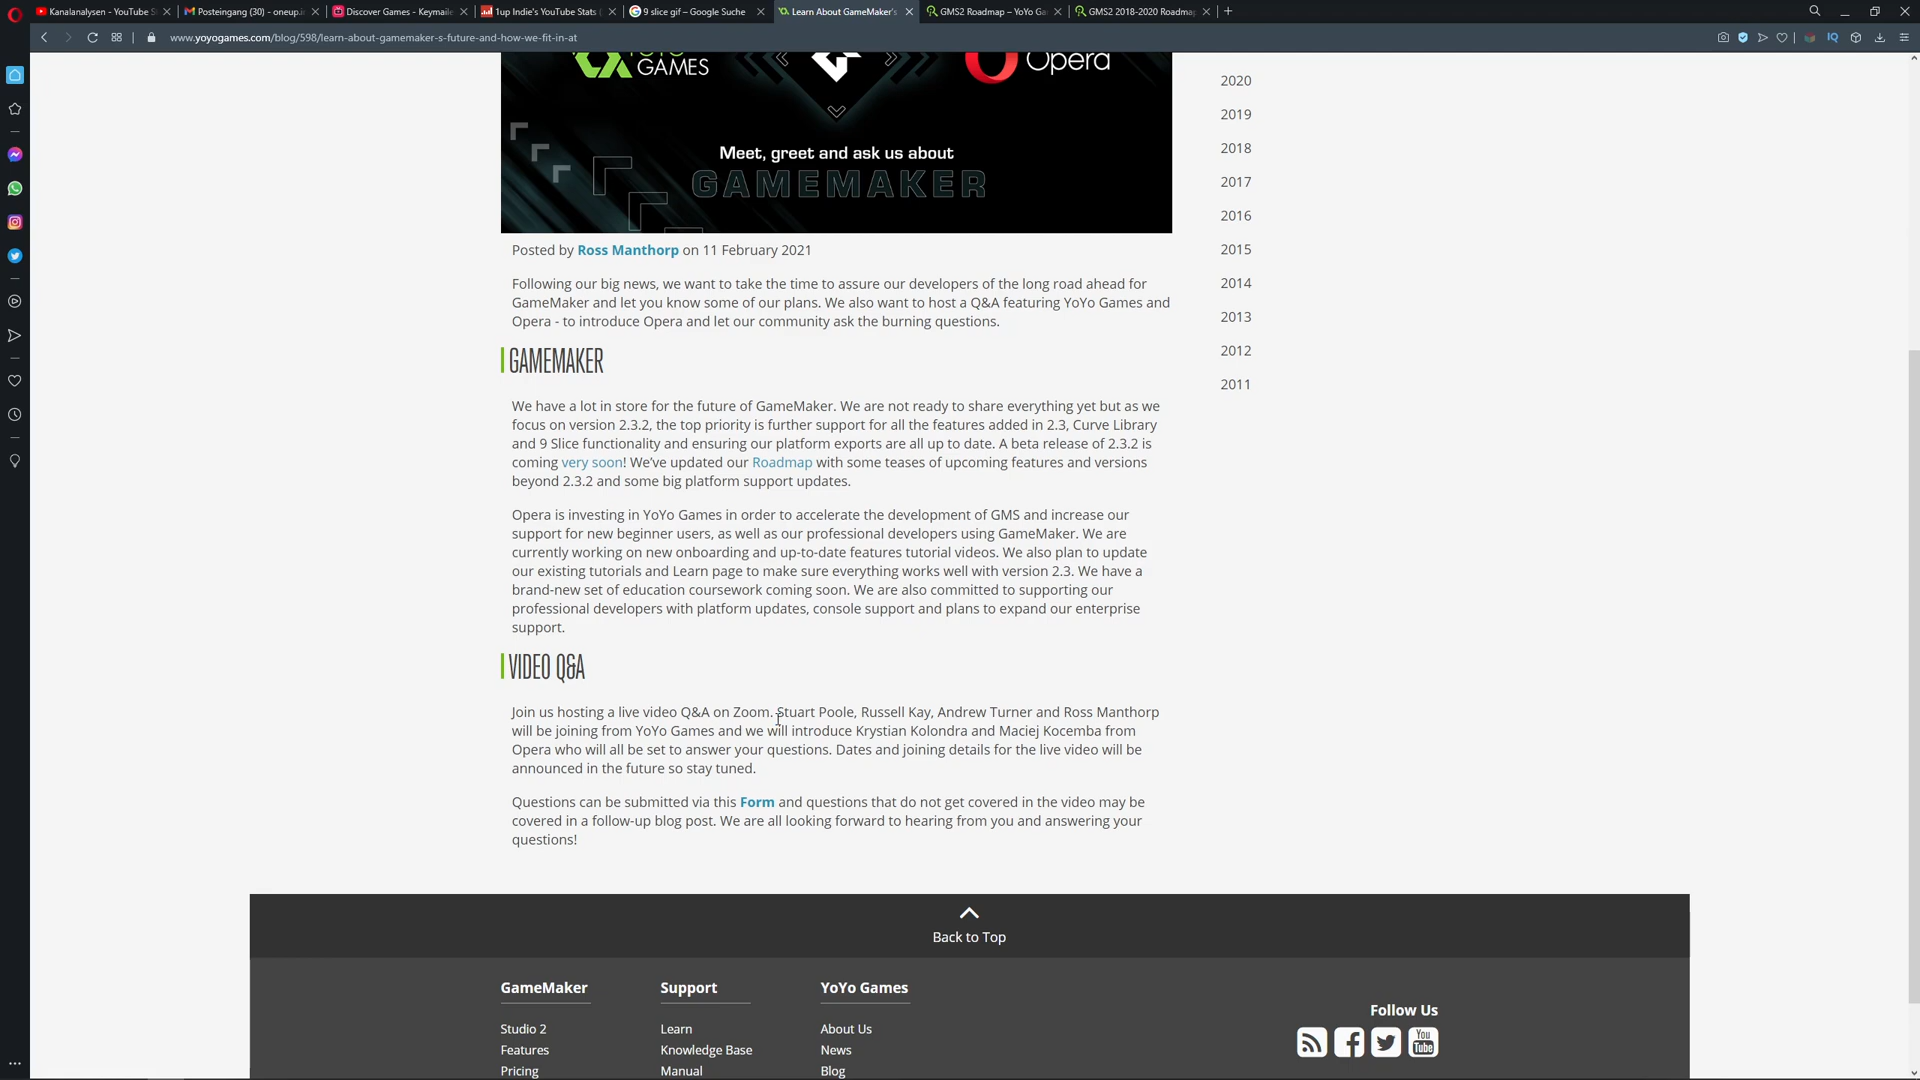 Kanalanalysen - YouTube S
Posteingang (30) - oneup.i
Discover Games - Keymaile
1up Indie's YouTube Stats (
9 slice gif – Google Suche
Learn About GameMaker's
GMS2 Roadmap – YoYo Ga
GMS2 2018-2020 Roadmap
www.yoyogames.com/blog/598/learn-about-gamemaker-s-future-and-how-we-fit-in-at
GAMES
Opera
Meet, greet and ask us about
GAMEMAKER
2020
2019
2018
2017
2016
2015
2014
2013
2012
2011
Posted by Ross Manthorp on 11 February 2021
Following our big news, we want to take the time to assure our developers of the long road ahead for
GameMaker and let you know some of our plans. We also want to host a Q&A featuring YoYo Games and
Opera - to introduce Opera and let our community ask the burning questions.
GAMEMAKER
We have a lot in store for the future of GameMaker. We are not ready to share everything yet but as we
focus on version 2.3.2, the top priority is further support for all the features added in 2.3, Curve Library
and 9 Slice functionality and ensuring our platform exports are all up to date. A beta release of 2.3.2 is
coming very soon! We've updated our Roadmap with some teases of upcoming features and versions
beyond 2.3.2 and some big platform support updates.
Opera is investing in YoYo Games in order to accelerate the development of GMS and increase our
support for new beginner users, as well as our professional developers using GameMaker. We are
currently working on new onboarding and up-to-date features tutorial videos. We also plan to update
our existing tutorials and Learn page to make sure everything works well with version 2.3. We have a
brand-new set of education coursework coming soon. We are also committed to supporting our
professional developers with platform updates, console support and plans to expand our enterprise
support.
VIDEO Q&A
Join us hosting a live video Q&A on Zoom. Stuart Poole, Russell Kay, Andrew Turner and Ross Manthorp
will be joining from YoYo Games and we will introduce Krystian Kolondra and Maciej Kocemba from
Opera who will all be set to answer your questions. Dates and joining details for the live video will be
announced in the future so stay tuned.
Questions can be submitted via this Form and questions that do not get covered in the video may be
covered in a follow-up blog post. We are all looking forward to hearing from you and answering your
questions!
Back to Top
GameMaker
Studio 2
Features
Pricing
Support
Learn
Knowledge Base
Manual
YoYo Games
About Us
News
Blog
Follow Us
You
Tube